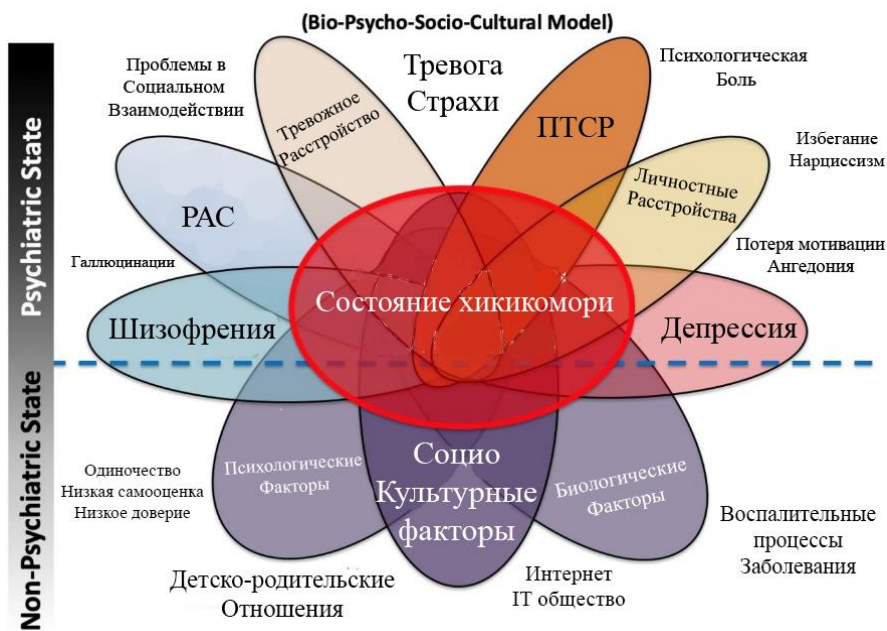 (Bio-Psycho-Socio-Cultural Model)
Проблемы в
Социальном
Взаимодействии
Тревожное
Расстройство
Тревога
Страхи
ПТСР
Психологическая
Боль
Избегание
Нарциссизм
Личностные
Расстройства
РАС
Галлюцинации
Потеря мотивации
Ангедония
Шизофрения
Состояние хикикомори
Депрессия
Psychiatric State
Non-Psychiatric State
Одиночество
Низкая самооценка
Низкое доверие
Психологические
Факторы
Социо
Культурные
факторы
Биологические
Факторы
Детско-родительские
Отношения
Интернет
IT общество
Воспалительные
процессы
Заболевания